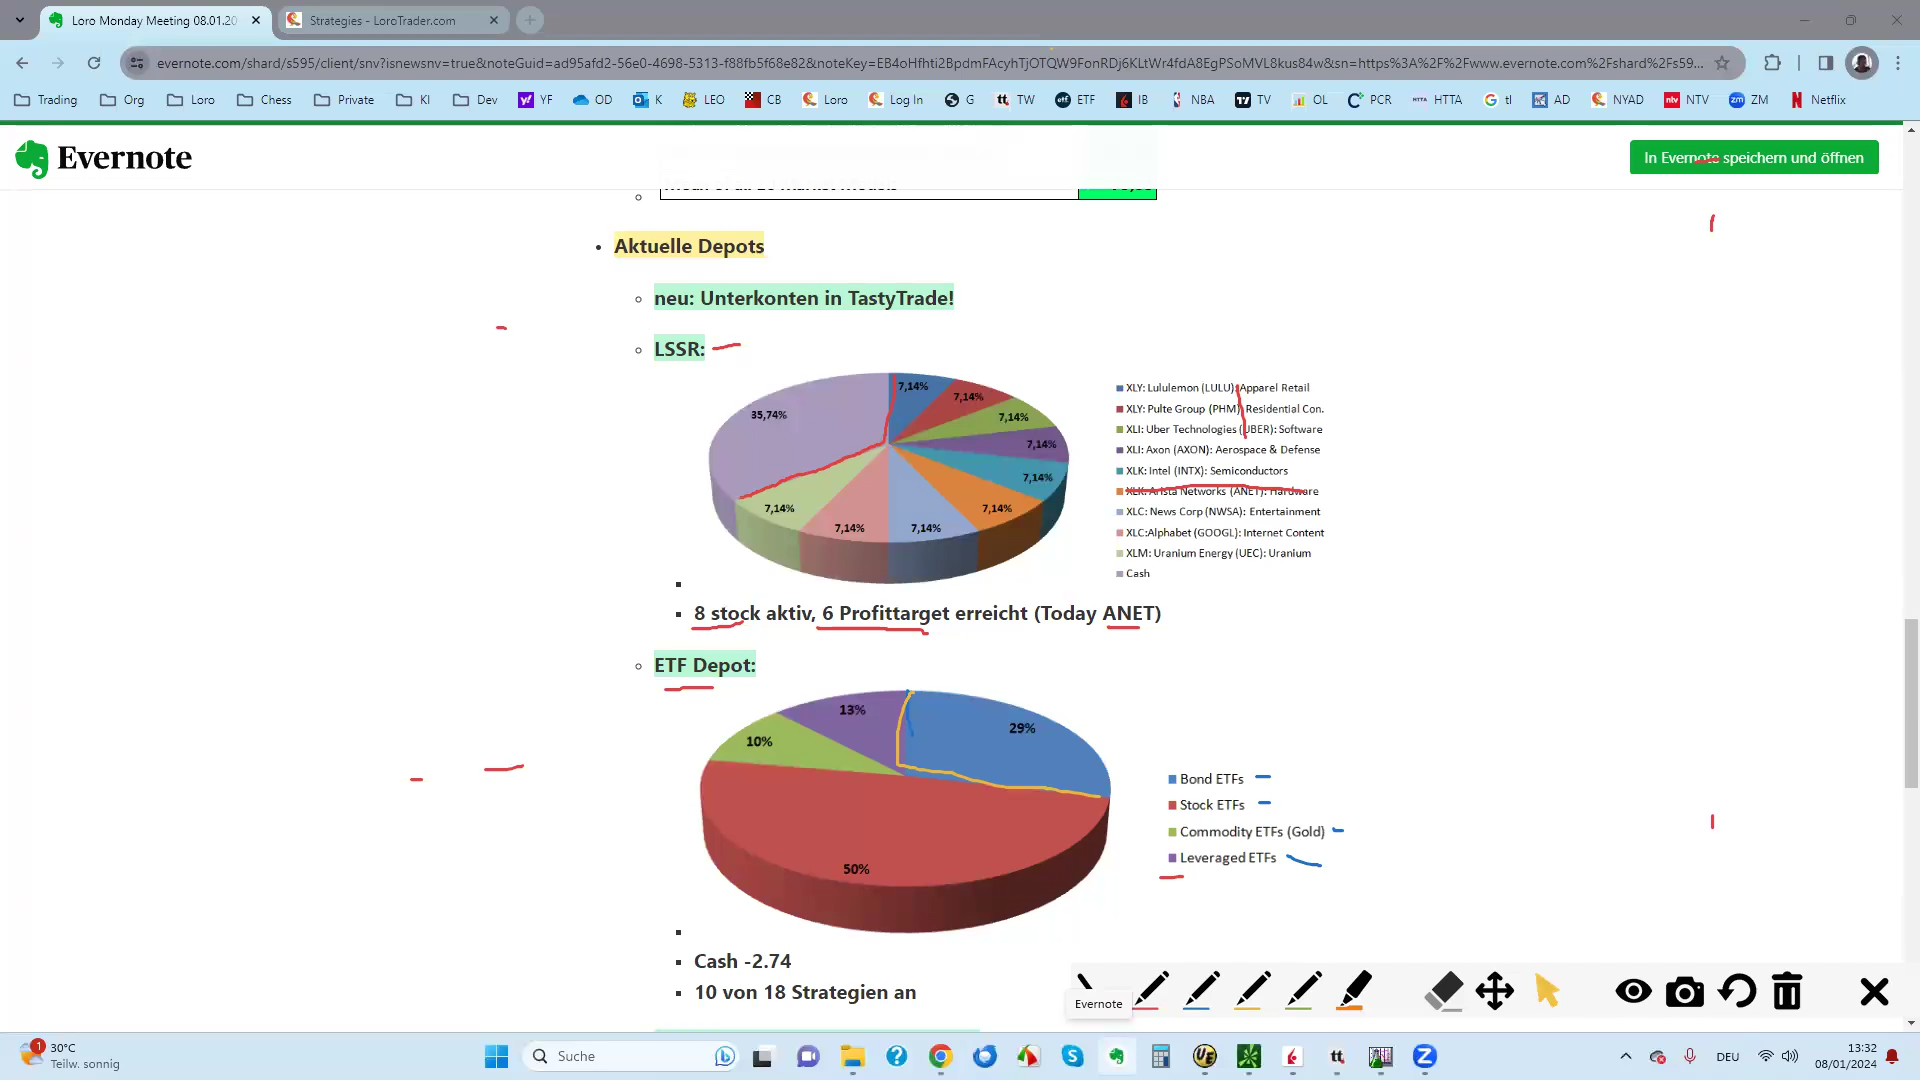 Loro Monday Meeting 08.01.20
Strategies - LoroTrader.com
evernote.com/shard/s595/client/snv?isnewsnv=true&noteGuid=ad95afd2-56e0-4698-5313-f88fb5f68e82&noteKey=EB4oHfhti2BpdmFAcyhTjOTQW9FonRDj6KLtWr4fdA8EgPSoMVL8kus84w&sn=https%3A%2F%2Fwww.evernote.com%2Fshard%2Fs59...
Trading Org Loro Chess Private KI Dev YF OD K LEO CB Loro Log In G TW ETF IB NBA TV OL PCR HTTA tl AD NYAD NTV ZM Netflix
Evernote
In Evernote speichern und öffnen
Aktuelle Depots
neu: Unterkonten in TastyTrade!
LSSR:
35,74%
7,14%
7,14%
7,14%
7,14%
7,14%
7,14%
7,14%
7,14%
7,14%
XLY: Lululemon (LULU): Apparel Retail
XLY: Pulte Group (PHM): Residential Con.
XLI: Uber Technologies (UBER): Software
XLI: Axon (AXON): Aerospace & Defense
XLK: Intel (INTX): Semiconductors
XLK: Arista Networks (ANET): Hardware
XLC: News Corp (NWSA): Entertainment
XLC:Alphabet (GOOGL): Internet Content
XLM: Uranium Energy (UEC): Uranium
Cash
8 stock aktiv, 6 Profittarget erreicht (Today ANET)
ETF Depot:
13%
29%
10%
50%
Bond ETFs
Stock ETFs
Commodity ETFs (Gold)
Leveraged ETFs
Cash -2.74
10 von 18 Strategien an
Evernote
1
30°C
Teilw. sonnig
Suche
DEU
13:32
08/01/2024